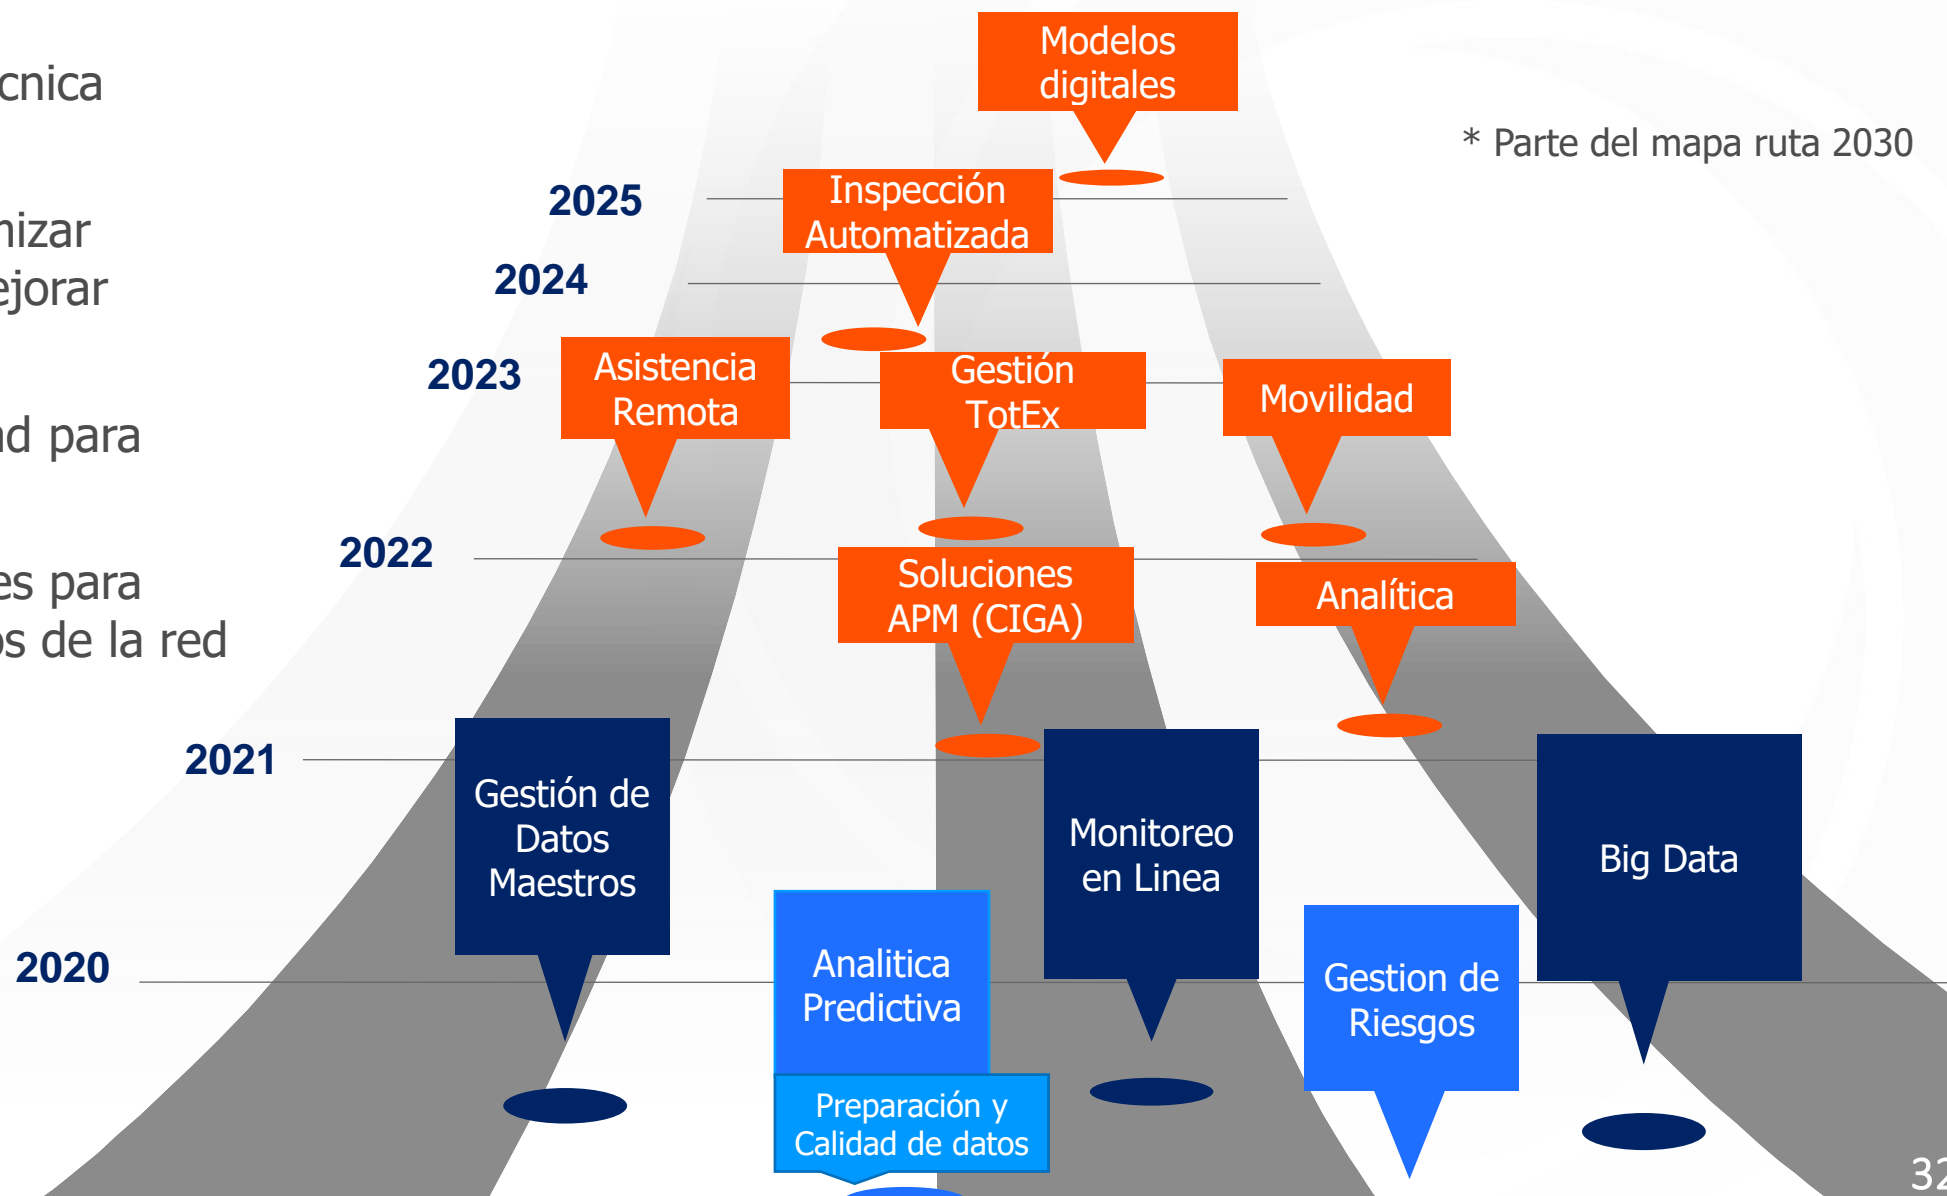 cnica
nizar
ejorar
ad para
es para
os de la red
* Parte del mapa ruta 2030
Modelos
digitales
2025
Inspección
Automatizada
2024
2023
Asistencia
Remota
Gestión
TotEx
Movilidad
2022
Soluciones
APM (CIGA)
Analítica
2021
Gestión de
Datos
Maestros
Monitoreo
en Linea
Big Data
2020
Analitica
Predictiva
Gestion de
Riesgos
Preparación y
Calidad de datos
32